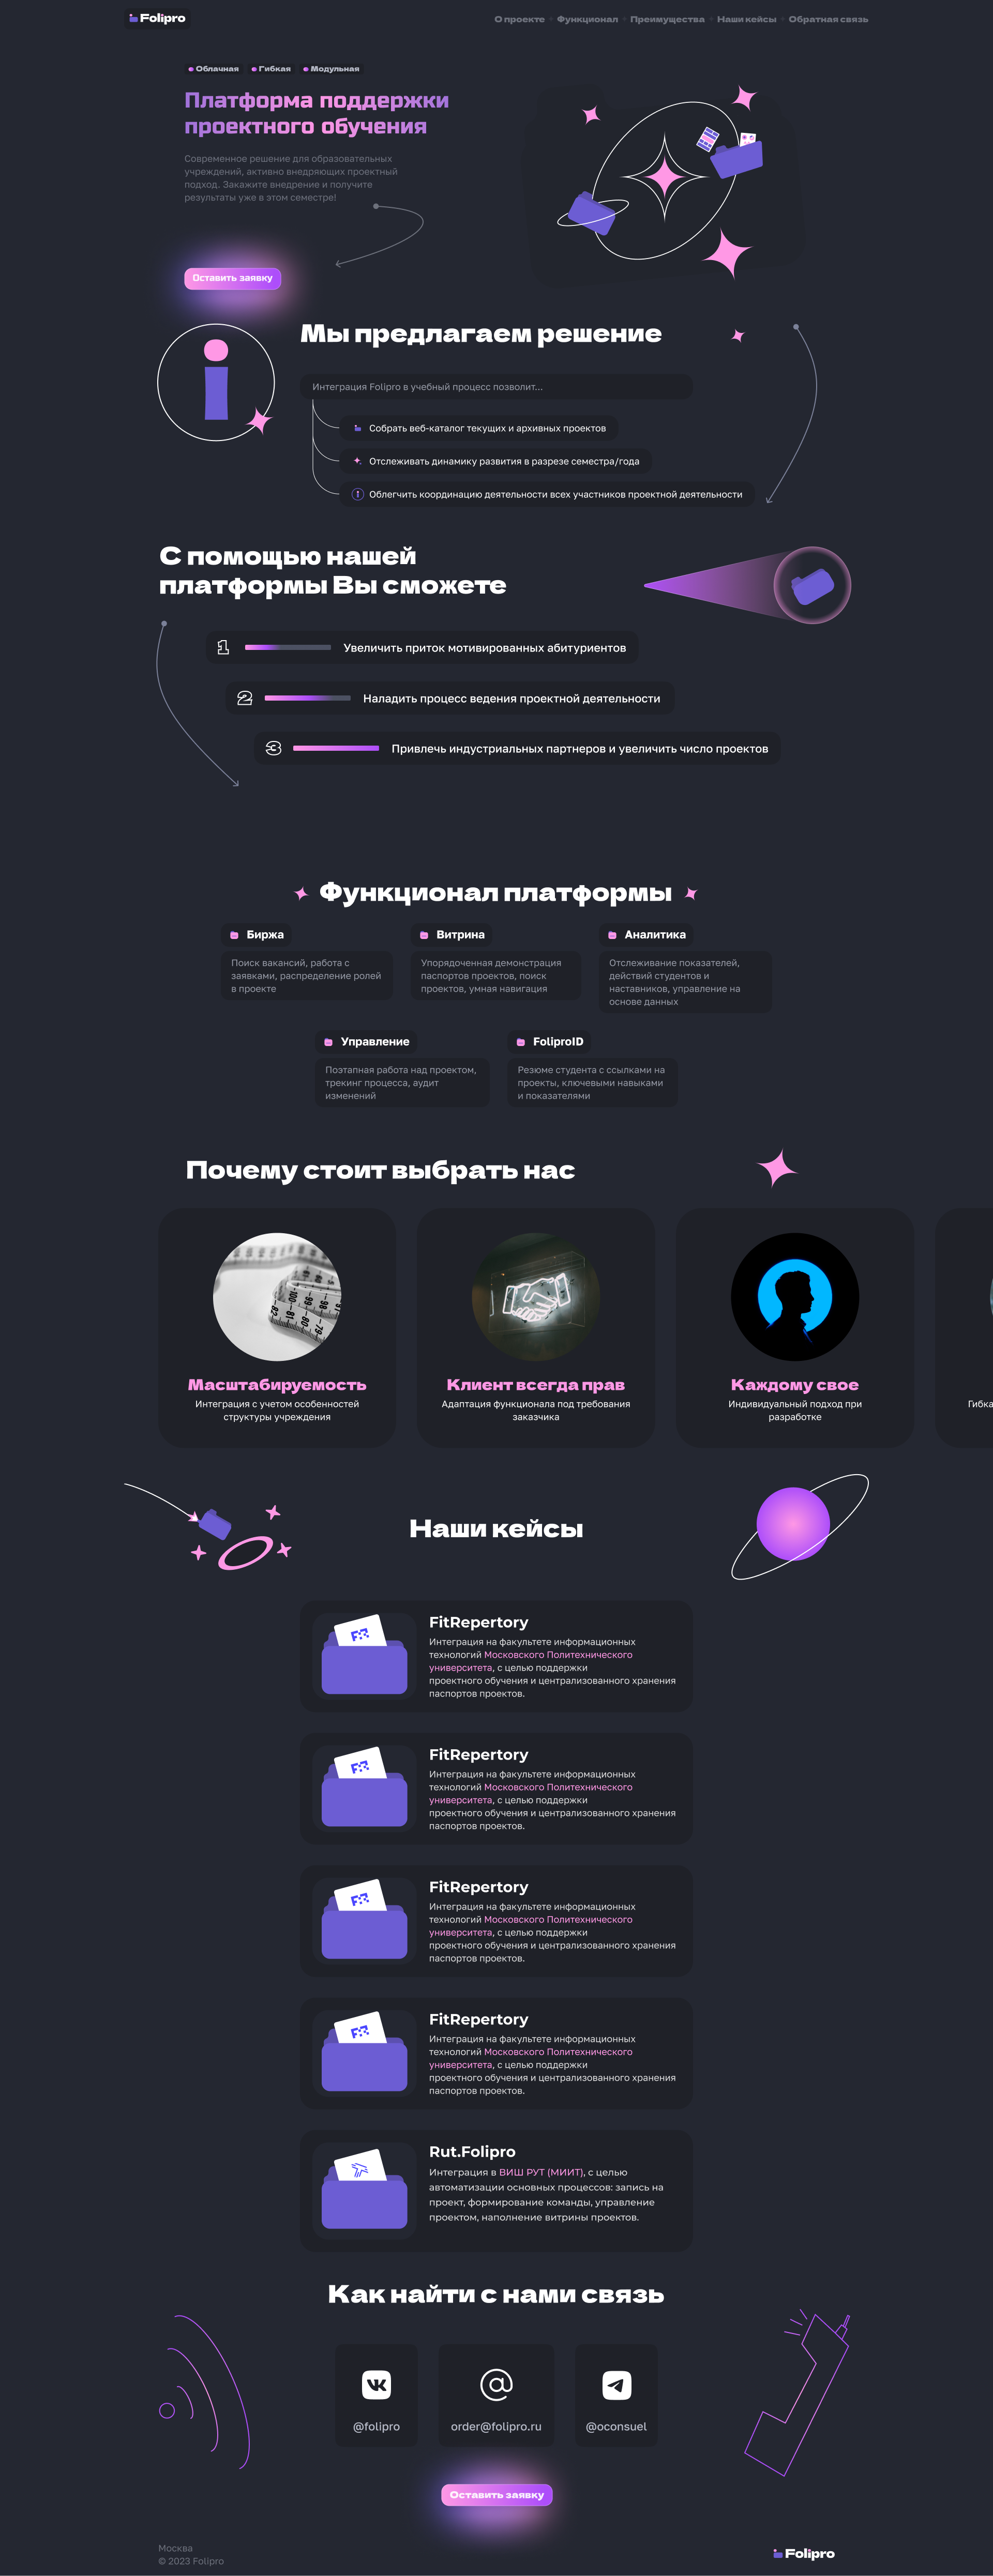 Folipro
О проекте
Функционал
Преимущества
Наши кейсы
Обратная связь
Облачная
Гибкая
Модульная
Платформа поддержки
проектного обучения
Современное решение для образовательных
учреждений, активно внедряющих проектный
подход. Закажите внедрение и получите
результаты уже в этом семестре!
Оставить заявку
Мы предлагаем решение
Интеграция Folipro в учебный процесс позволит...
Собрать веб-каталог текущих и архивных проектов
Отслеживать динамику развития в разрезе семестра/года
Облегчить координацию деятельности всех участников проектной деятельности
С помощью нашей
платформы Вы сможете
1
Увеличить приток мотивированных абитуриентов
2
Наладить процесс ведения проектной деятельности
3
Привлечь индустриальных партнеров и увеличить число проектов
Функционал платформы
Биржа
Поиск вакансий, работа с
заявками, распределение ролей
в проекте
Витрина
Упорядоченная демонстрация
паспортов проектов, поиск
проектов, умная навигация
Аналитика
Отслеживание показателей,
действий студентов и
наставников, управление на
основе данных
Управление
Поэтапная работа над проектом,
трекинг процесса, аудит
изменений
FoliproID
Резюме студента с ссылками на
проекты, ключевыми навыками
и показателями
Почему стоит выбрать нас
Масштабируемость
Интеграция с учетом особенностей
структуры учреждения
Клиент всегда прав
Адаптация функционала под требования
заказчика
Каждому свое
Индивидуальный подход при
разработке
Гибка
Наши кейсы
FitRepertory
Интеграция на факультете информационных
технологий Московского Политехнического
университета, с целью поддержки
проектного обучения и централизованного хранения
паспортов проектов.
FitRepertory
Интеграция на факультете информационных
технологий Московского Политехнического
университета, с целью поддержки
проектного обучения и централизованного хранения
паспортов проектов.
FitRepertory
Интеграция на факультете информационных
технологий Московского Политехнического
университета, с целью поддержки
проектного обучения и централизованного хранения
паспортов проектов.
FitRepertory
Интеграция на факультете информационных
технологий Московского Политехнического
университета, с целью поддержки
проектного обучения и централизованного хранения
паспортов проектов.
Rut.Folipro
Интеграция в ВИШ РУТ (МИИТ), с целью
автоматизации основных процессов: запись на
проект, формирование команды, управление
проектом, наполнение витрины проектов.
Как найти с нами связь
@folipro
order@folipro.ru
@oconsuel
Оставить заявку
Москва
© 2023 Folipro
Folipro